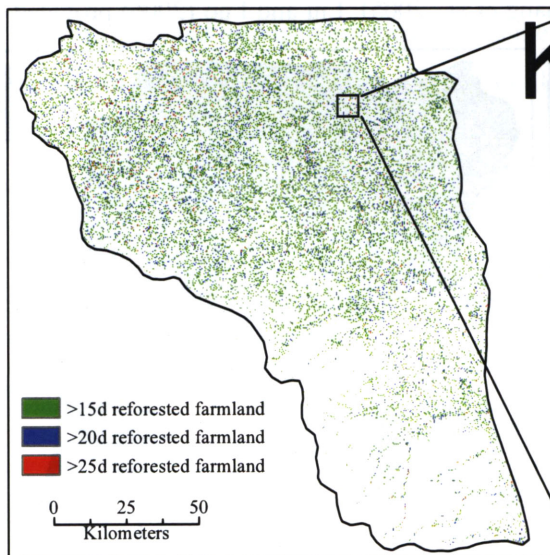 >15d reforested farmland
>20d reforested farmland
>25d reforested farmland
0 25 50
Kilometers